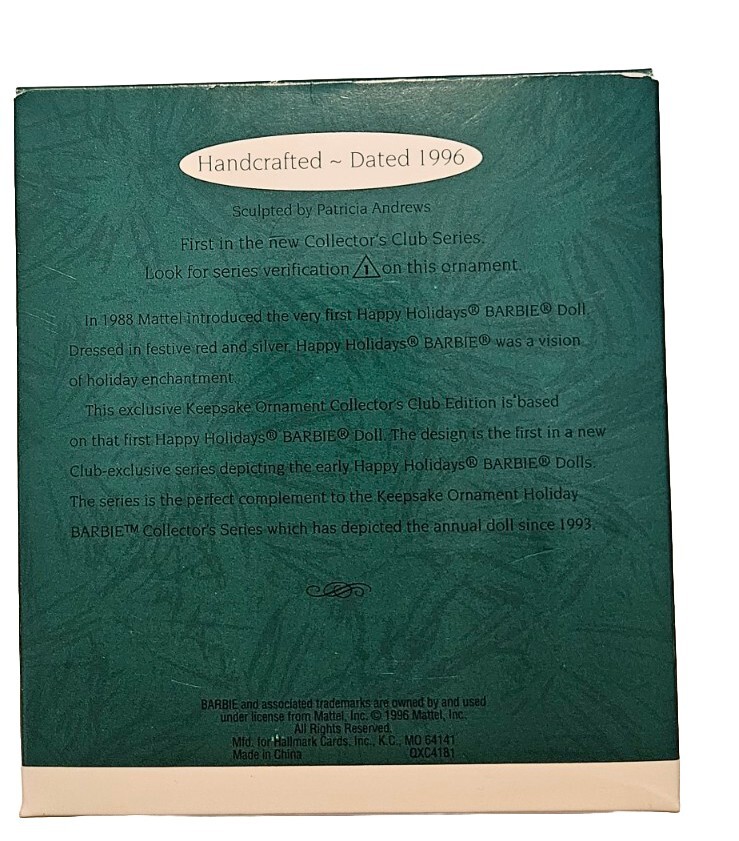 Handcrafted ~ Dated 1996
Sculpted by Patricia Andrews
First in the new Collector's Club Series.
Look for series verification 1 on this ornament.
In 1988 Mattel introduced the very first Happy Holidays® BARBIE® Doll.
Dressed in festive red and silver, Happy Holidays® BARBIE® was a vision
of holiday enchantment.
This exclusive Keepsake Ornament Collector's Club Edition is based
on that first Happy Holidays® BARBIE® Doll. The design is the first in a new
Club-exclusive series depicting the early Happy Holidays® BARBIE® Dolls.
The series is the perfect complement to the Keepsake Ornament Holiday
BARBIE™ Collector's Series which has depicted the annual doll since 1993.
BARBIE and associated trademarks are owned by and used
under license from Mattel, Inc. © 1996 Mattel, Inc.
All Rights Reserved.
Mfd. for Hallmark Cards, Inc., K.C., MO 64141
Made in China QXC4181